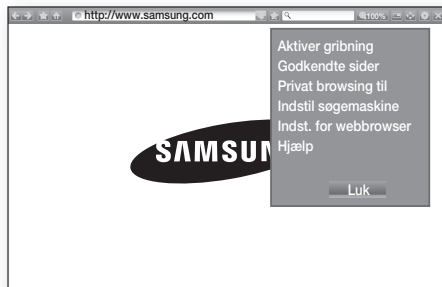 http://www.samsung.com
100%
Aktiver gribning
Godkendte sider
Privat browsing til
Indstil søgemaskine
Indst. for webbrowser
Hjælp
Luk